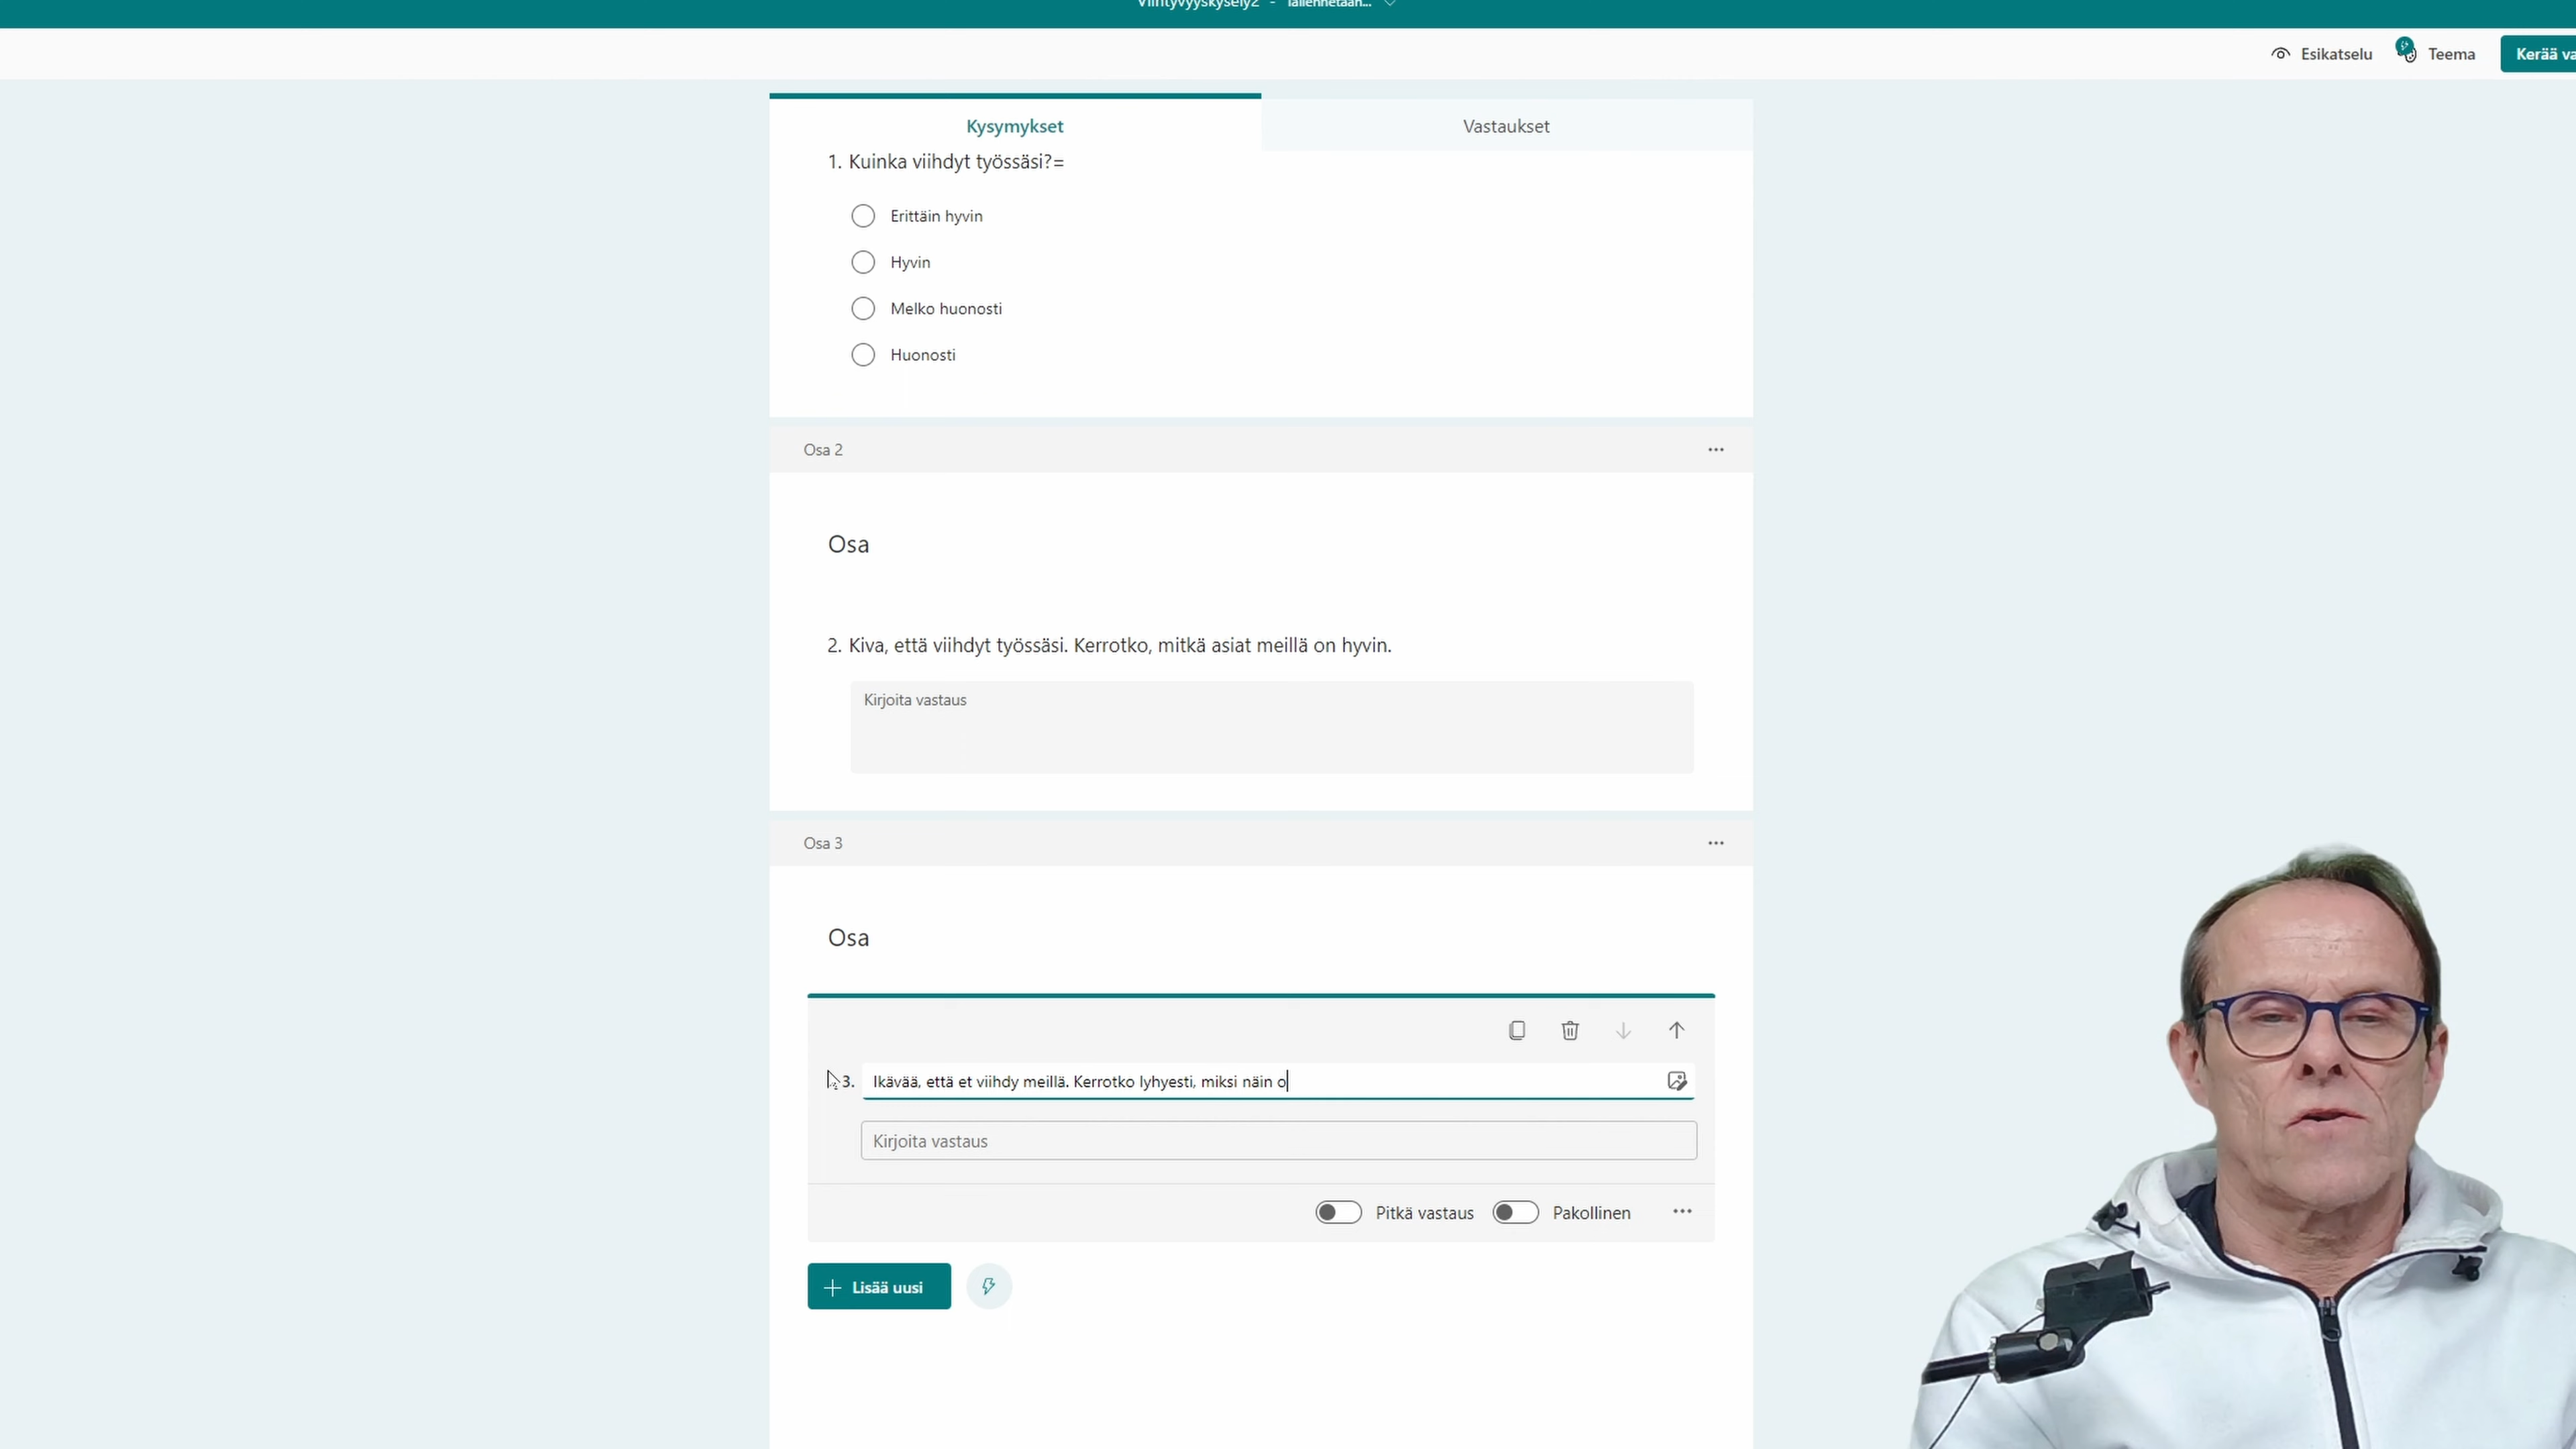 Viihtyvyyskysely2 - Tallennetaan...
Esikatselu
Teema
Kerää va
Kysymykset
Vastaukset
1. Kuinka viihdyt työssäsi?=
Erittäin hyvin
Hyvin
Melko huonosti
Huonosti
Osa 2
Osa
2. Kiva, että viihdyt työssäsi. Kerrotko, mitkä asiat meillä on hyvin.
Kirjoita vastaus
Osa 3
Osa
3. Ikävää, että et viihdy meillä. Kerrotko lyhyesti, miksi näin o
Kirjoita vastaus
Pitkä vastaus
Pakollinen
Lisää uusi